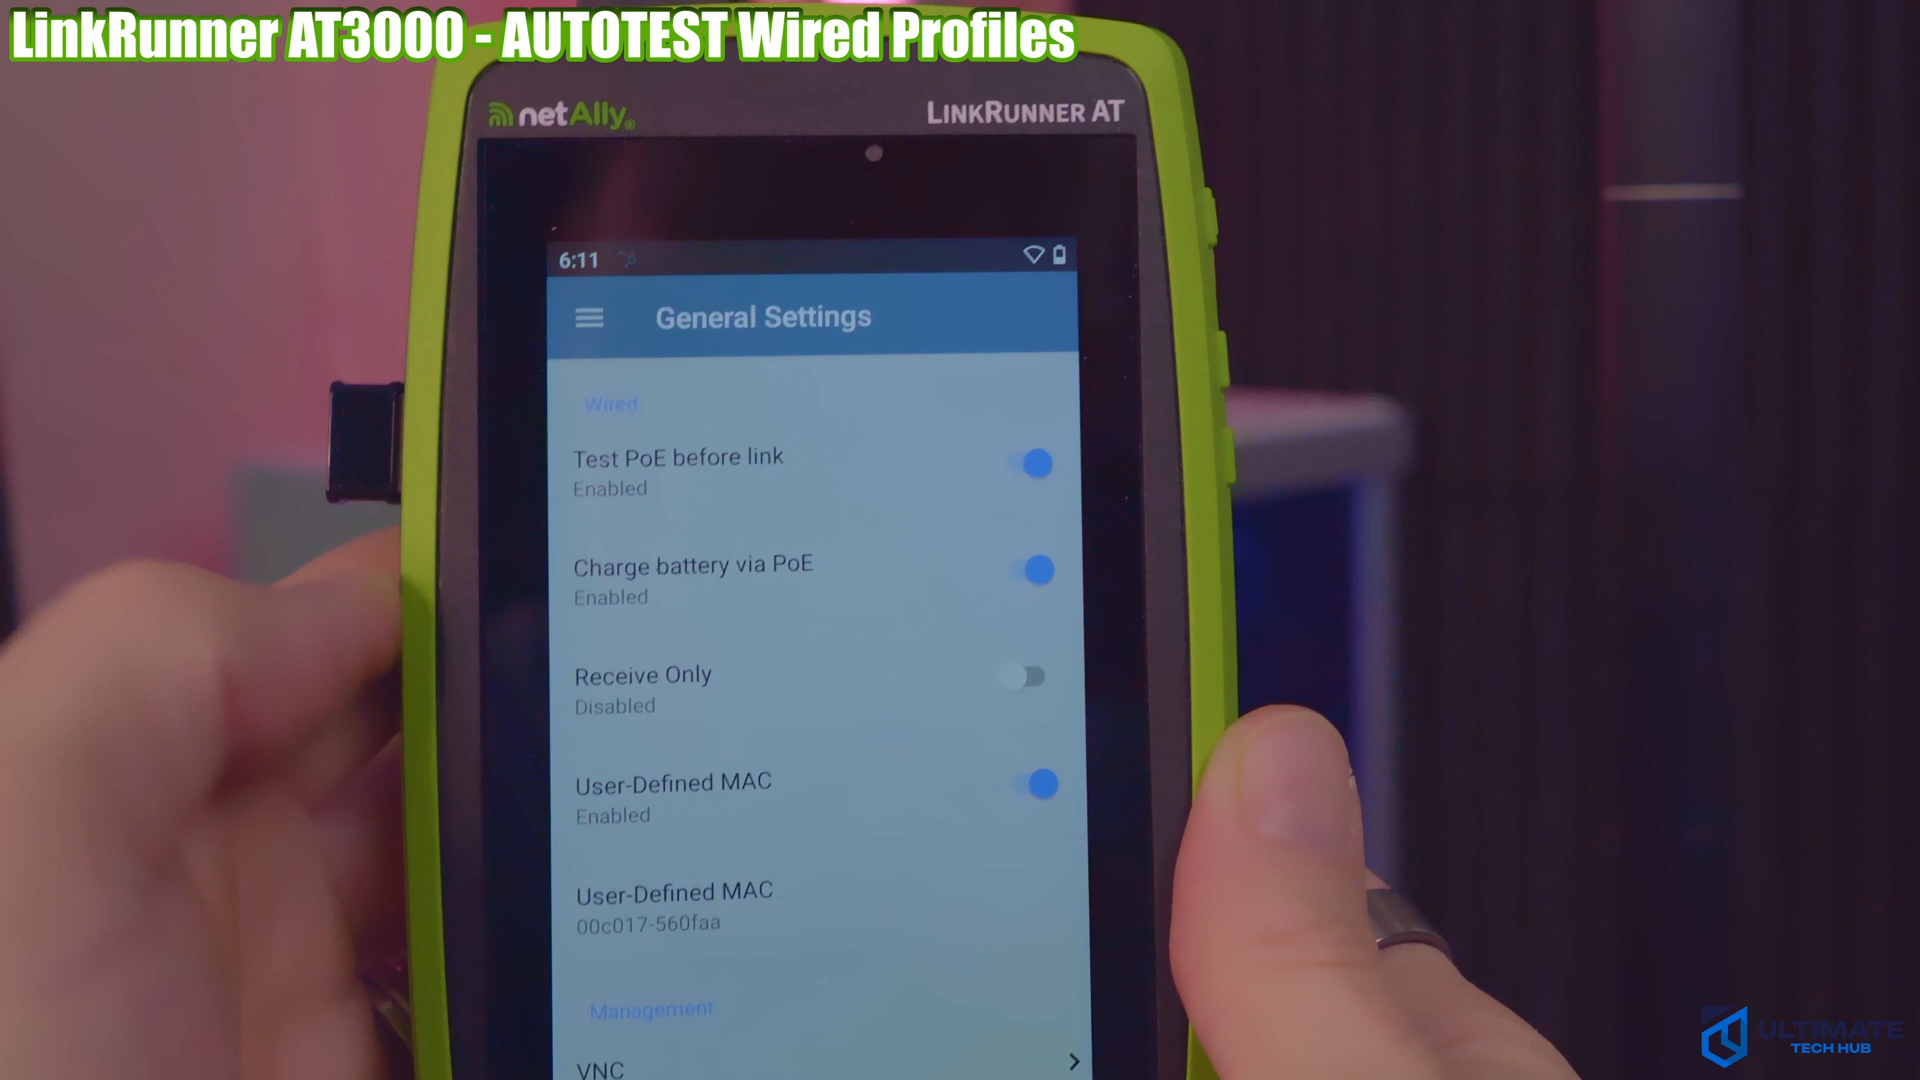 LinkRunner AT3000 - AUTOTEST Wired Profiles
netAlly® LINKRUNNER AT
6:11
General Settings
Wired
Test PoE before link
Enabled
Charge battery via PoE
Enabled
Receive Only
Disabled
User-Defined MAC
Enabled
User-Defined MAC
00c017-560faa
Management
VNC
ULTIMATE
TECH HUB